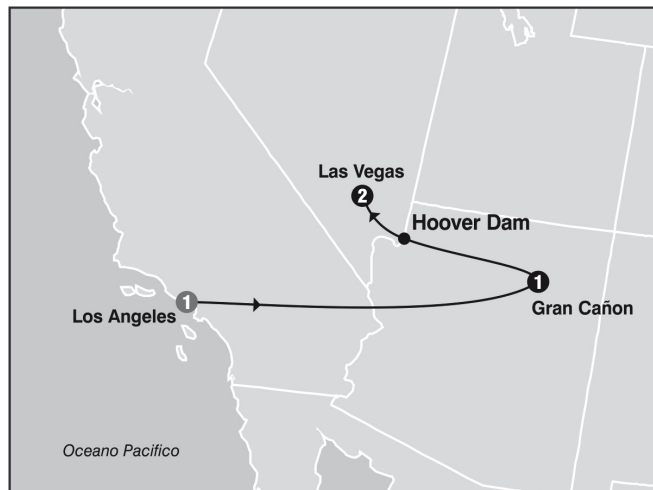 Las Vegas
2
Hoover Dam
1
Gran Cañon
1
Los Angeles
Oceano Pacifico